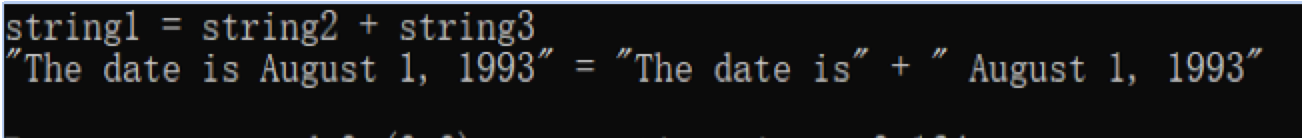 string1 = string2 + string3
"The date is August 1, 1993" = "The date is" + " August 1, 1993"